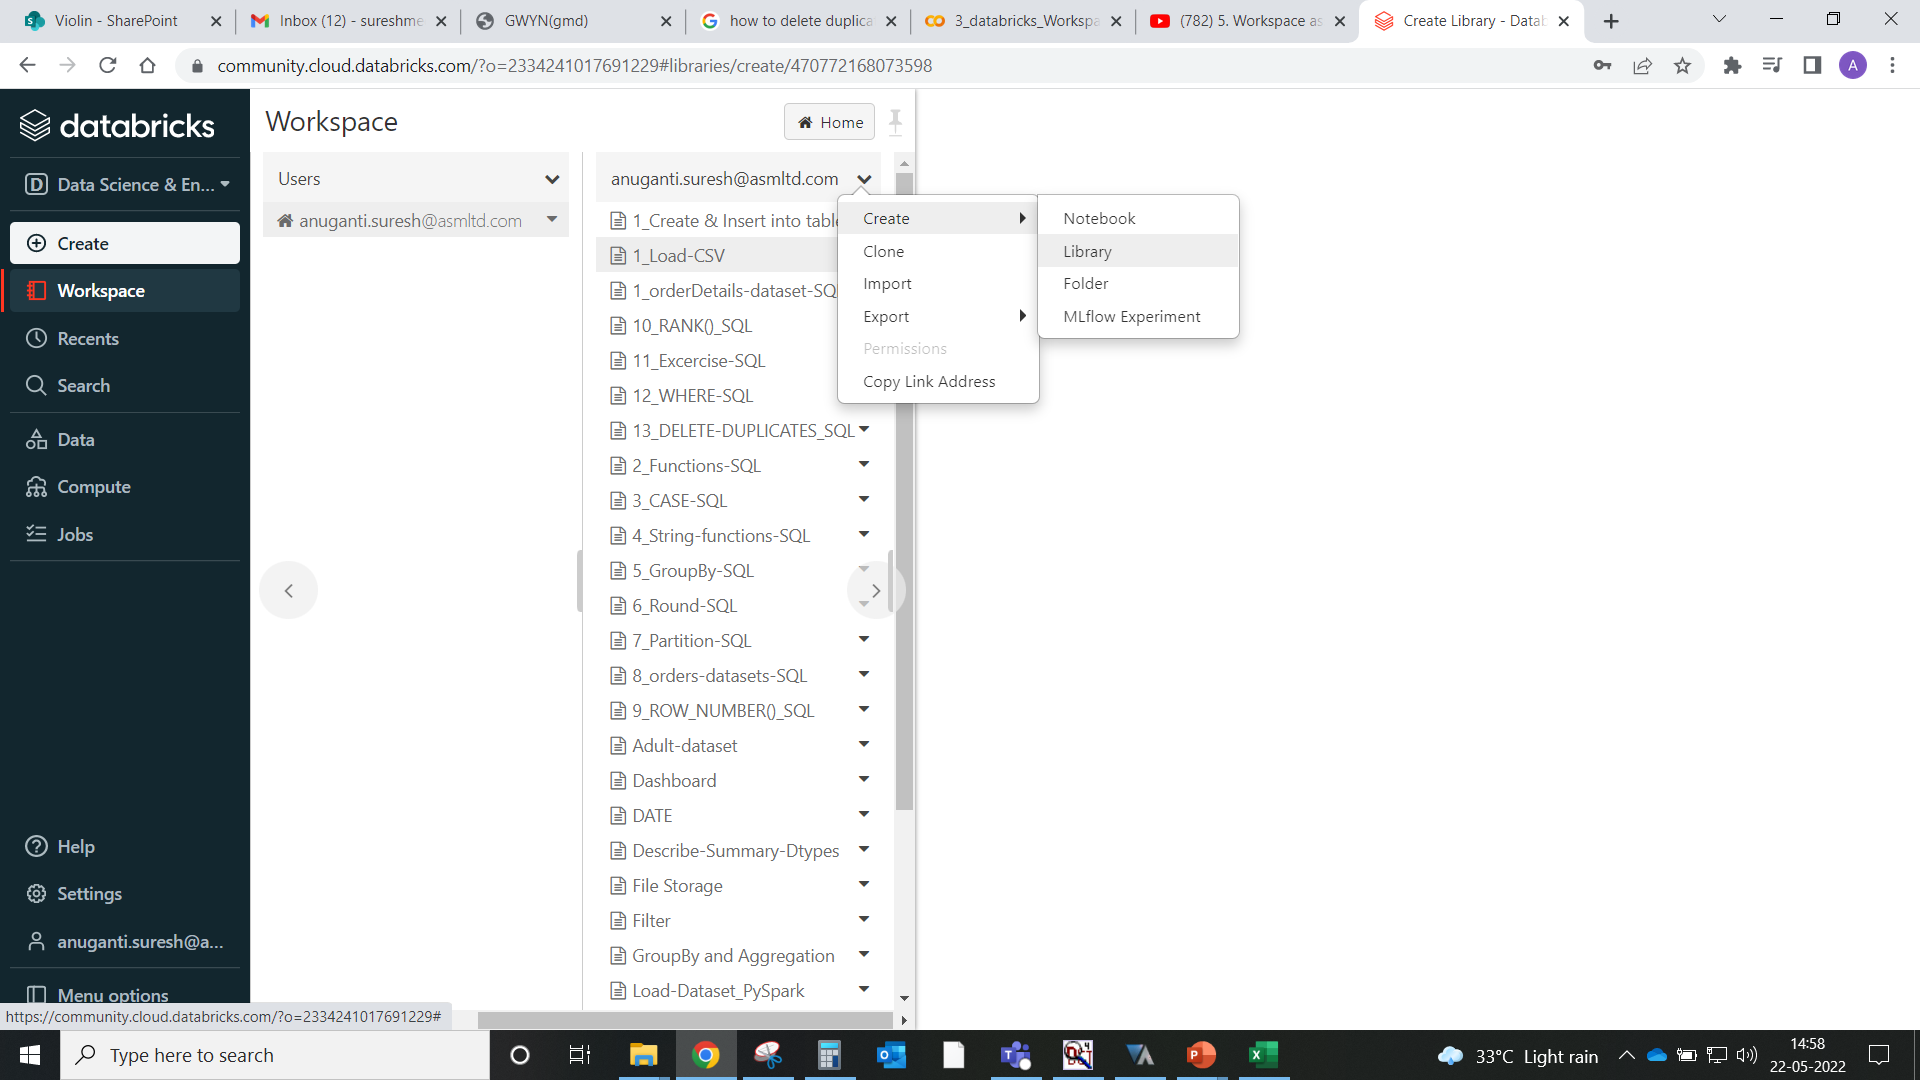 Violin - SharePoint
Inbox (12) - sureshme
GWYN(gmd)
how to delete duplica
3_databricks_Workspa
(782) 5. Workspace as
Create Library - Datab
community.cloud.databricks.com/?o=2334241017691229#libraries/create/470772168073598
A
databricks
D Data Science & En...
Create
Workspace
Recents
Search
Data
Compute
Jobs
Help
Settings
anuganti.suresh@a...
Menu options
https://community.cloud.databricks.com/?o=2334241017691229#
Workspace
Home
Users
anuganti.suresh@asmltd.com
anuganti.suresh@asmltd.com
1_Create & Insert into table
1_Load-CSV
1_orderDetails-dataset-SQ
10_RANK()_SQL
11_Excercise-SQL
12_WHERE-SQL
13_DELETE-DUPLICATES_SQL
2_Functions-SQL
3_CASE-SQL
4_String-functions-SQL
5_GroupBy-SQL
6_Round-SQL
7_Partition-SQL
8_orders-datasets-SQL
9_ROW_NUMBER()_SQL
Adult-dataset
Dashboard
DATE
Describe-Summary-Dtypes
File Storage
Filter
GroupBy and Aggregation
Load-Dataset_PySpark
Create
Clone
Import
Export
Permissions
Copy Link Address
Notebook
Library
Folder
MLflow Experiment
Type here to search
33°C Light rain
14:58
22-05-2022